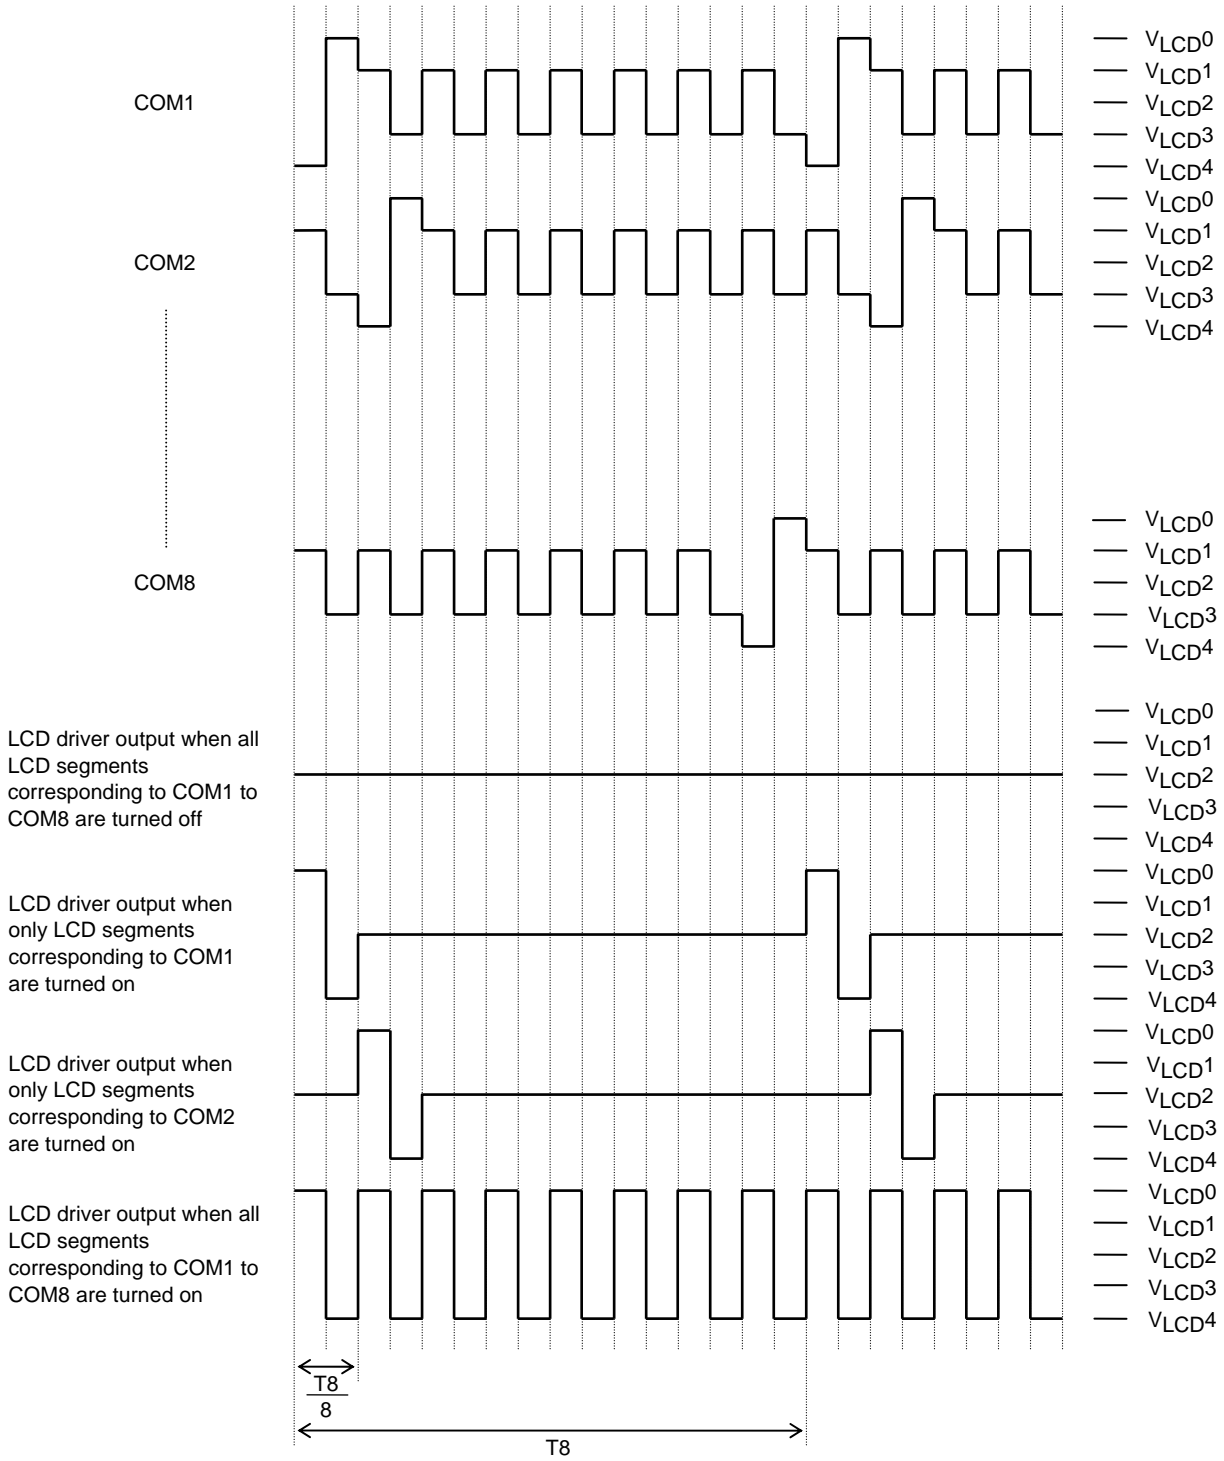 COM1
VLCD0
VLCD1
VLCD2
VLCD3
VLCD4
COM2
VLCD0
VLCD1
VLCD2
VLCD3
VLCD4
COM8
VLCD0
VLCD1
VLCD2
VLCD3
VLCD4
LCD driver output when all
LCD segments
corresponding to COM1 to
COM8 are turned off
VLCD0
VLCD1
VLCD2
VLCD3
VLCD4
LCD driver output when
only LCD segments
corresponding to COM1
are turned on
VLCD0
VLCD1
VLCD2
VLCD3
VLCD4
LCD driver output when
only LCD segments
corresponding to COM2
are turned on
VLCD0
VLCD1
VLCD2
VLCD3
VLCD4
LCD driver output when all
LCD segments
corresponding to COM1 to
COM8 are turned on
VLCD0
VLCD1
VLCD2
VLCD3
VLCD4
T8
8
T8